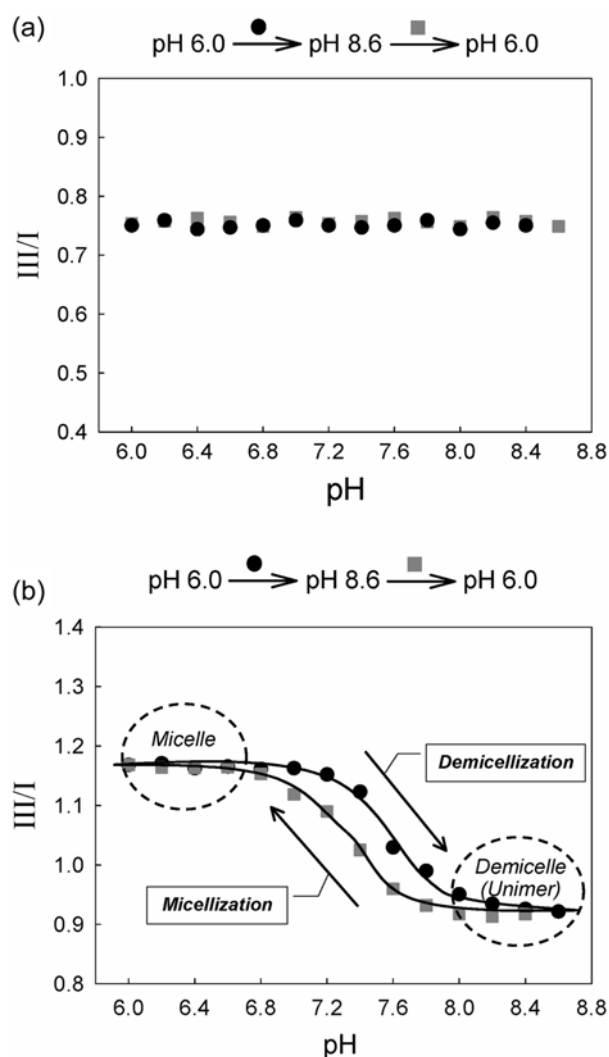 (a)
pH 6.0 pH 8.6 pH 6.0
1.0
0.9
0.8
0.7
0.6
0.5
0.4
III/I
6.0 6.4 6.8 7.2 7.6 8.0 8.4 8.8
pH
(b)
pH 6.0 pH 8.6 pH 6.0
1.4
1.3
1.2
1.1
1.0
0.9
0.8
III/I
Micelle
Demicellization
Demicelle
(Unimer)
Micellization
6.0 6.4 6.8 7.2 7.6 8.0 8.4 8.8
pH